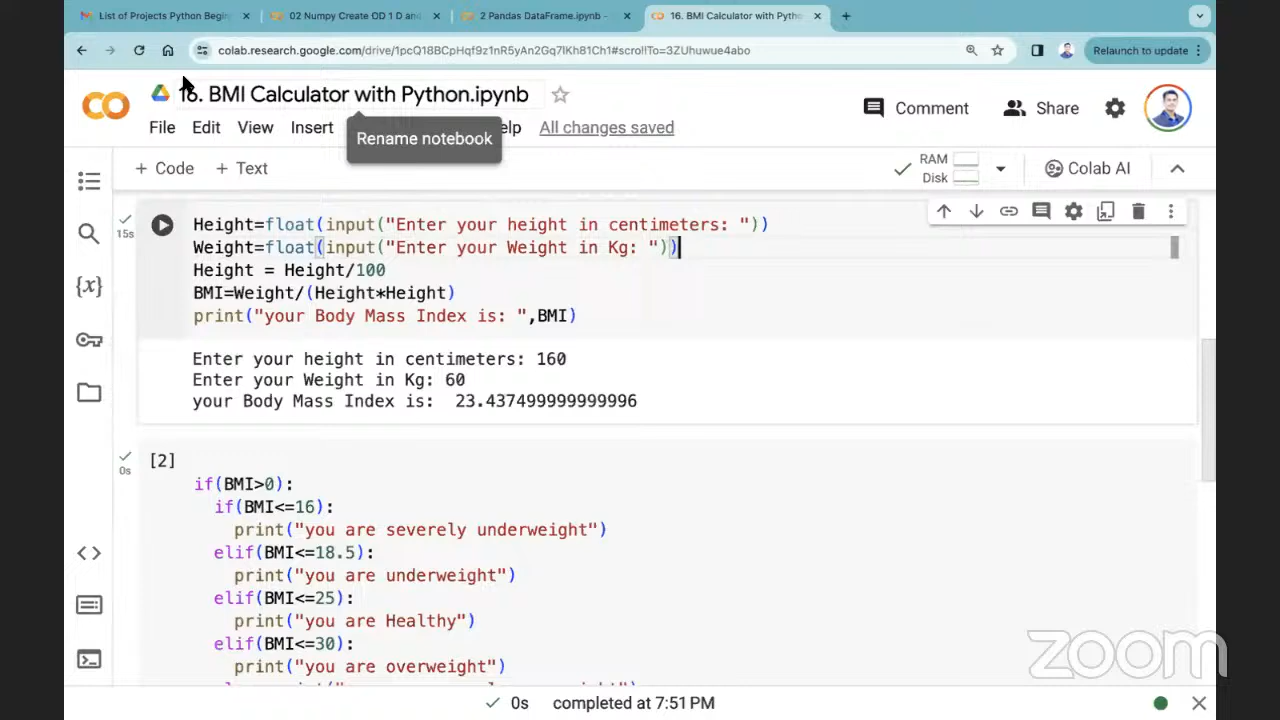 List of Projects Python Begin
02 Numpy Create OD 1 D and
2 Pandas DataFrame.ipynb -
16. BMI Calculator with Pytho
colab.research.google.com/drive/1pcQ18BCpHqf9z1nR5yAn2Gq7IKh81Ch1#scrollTo=3ZUhuwue4abo
Relaunch to update
16. BMI Calculator with Python.ipynb
Comment
Share
File Edit View Insert
elp
All changes saved
Rename notebook
+ Code + Text
RAM
Disk
Colab AI
15s
Height=float(input("Enter your height in centimeters: "))
Weight=float(input("Enter your Weight in Kg: "))
Height = Height/100
BMI=Weight/(Height*Height)
print("your Body Mass Index is: ",BMI)
Enter your height in centimeters: 160
Enter your Weight in Kg: 60
your Body Mass Index is:  23.437499999999996
0s
[2]
if(BMI>0):
  if(BMI<=16):
    print("you are severely underweight")
  elif(BMI<=18.5):
    print("you are underweight")
  elif(BMI<=25):
    print("you are Healthy")
  elif(BMI<=30):
    print("you are overweight")
zoom
0s completed at 7:51 PM